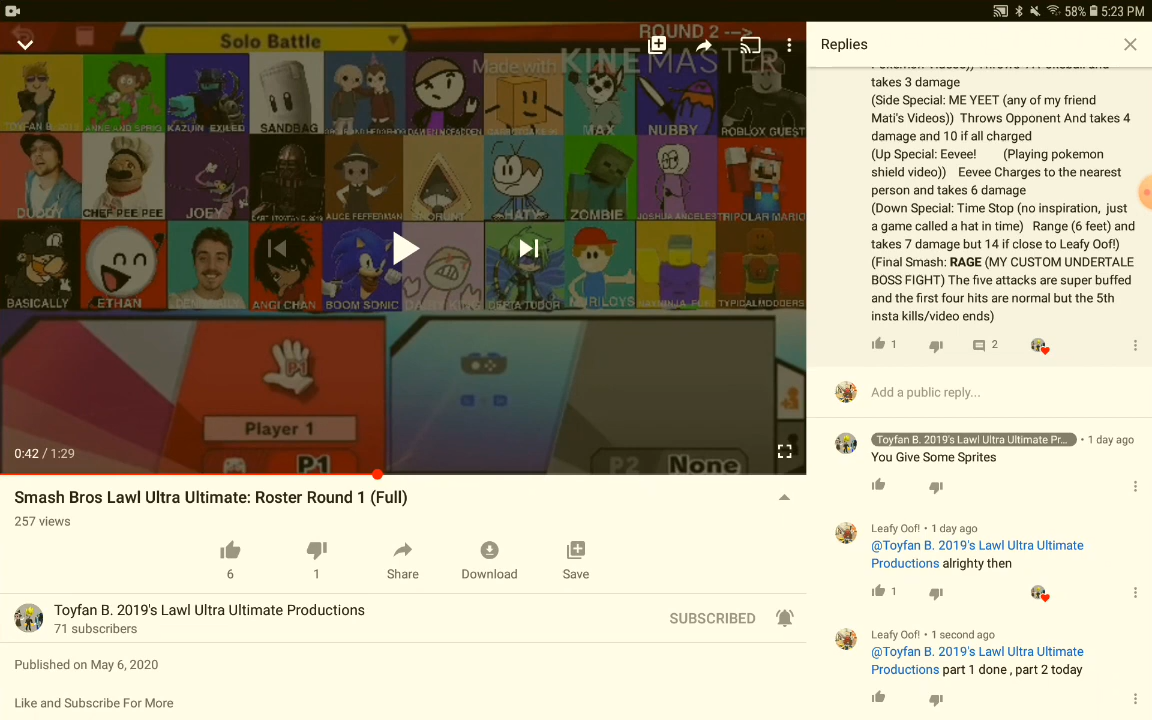 58% 5:23 PM
Solo Battle
ROUND 2 -->
Made with KINEMASTER
TOYFAN B. 2019 ANNE AND SPRIG KAZUIN EXILED SANDBAG MAX NUBBY ROBLOX GUEST
DUDDY CHEF PEE PEE JOEY ALICE FEFFERMAN SNORUNT HATY ZOMBIE JOSHUA ANGELES TRIPOLAR MARIO
BASICALLY ETHAN ANGI CHAN BOOM SONIC TYPICALMODDERS
P1
Player 1
P1
P2 None
0:42 / 1:29
Smash Bros Lawl Ultra Ultimate: Roster Round 1 (Full)
257 views
6 1 Share Download Save
Toyfan B. 2019's Lawl Ultra Ultimate Productions
71 subscribers
SUBSCRIBED
Published on May 6, 2020
Like and Subscribe For More
Replies
takes 3 damage
(Side Special: ME YEET (any of my friend
Mati's Videos)) Throws Opponent And takes 4
damage and 10 if all charged
(Up Special: Eevee! (Playing pokemon
shield video)) Eevee Charges to the nearest
person and takes 6 damage
(Down Special: Time Stop (no inspiration, just
a game called a hat in time) Range (6 feet) and
takes 7 damage but 14 if close to Leafy Oof!)
(Final Smash: RAGE (MY CUSTOM UNDERTALE
BOSS FIGHT) The five attacks are super buffed
and the first four hits are normal but the 5th
insta kills/video ends)
1 2
Add a public reply...
Toyfan B. 2019's Lawl Ultra Ultimate Pr... • 1 day ago
You Give Some Sprites
Leafy Oof! • 1 day ago
@Toyfan B. 2019's Lawl Ultra Ultimate
Productions alrighty then
1
Leafy Oof! • 1 second ago
@Toyfan B. 2019's Lawl Ultra Ultimate
Productions part 1 done , part 2 today